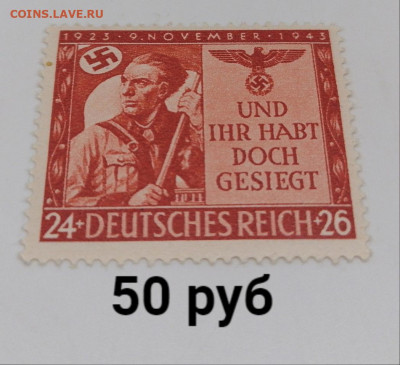 COINS.LAVE.RU
1923 · 9.NOVEMBER · 1943
UND
IHR HABT
DOCH
GESIEGT
24+DEUTSCHES REICH+26
50 руб